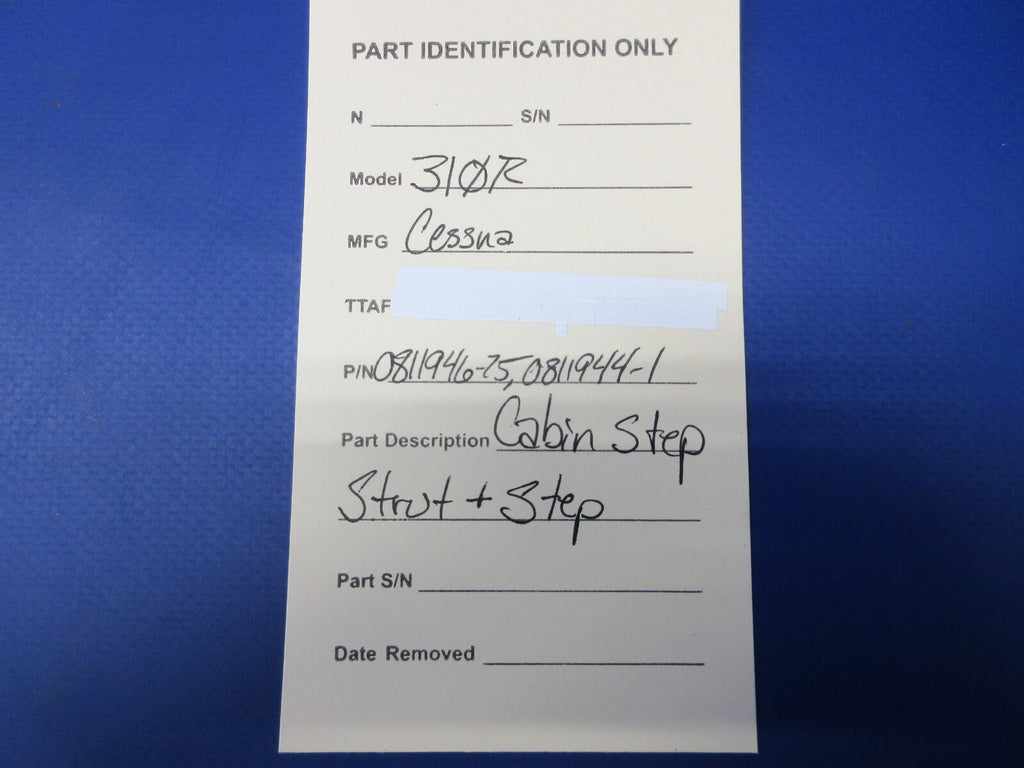 PART IDENTIFICATION ONLY
N S/N
Model 310R
MFG Cessna
TTAF
P/N 0811946-25, 0811944-1
Part Description Cabin Step
Strut + Step
Part S/N
Date Removed